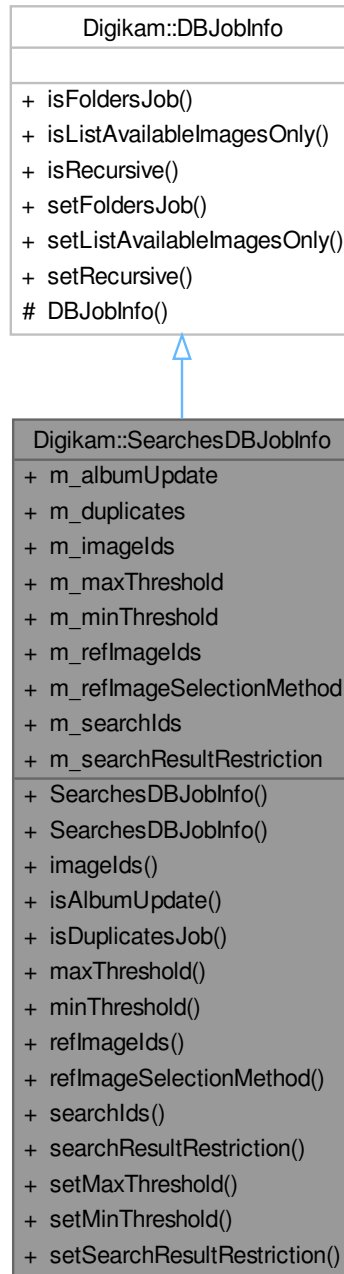 Digikam::DBJobInfo
+ isFoldersJob()
+ isListAvailableImagesOnly()
+ isRecursive()
+ setFoldersJob()
+ setListAvailableImagesOnly()
+ setRecursive()
# DBJobInfo()
Digikam::SearchesDBJobInfo
+ m_albumUpdate
+ m_duplicates
+ m_imageIds
+ m_maxThreshold
+ m_minThreshold
+ m_refImageIds
+ m_refImageSelectionMethod
+ m_searchIds
+ m_searchResultRestriction
+ SearchesDBJobInfo()
+ SearchesDBJobInfo()
+ imageIds()
+ isAlbumUpdate()
+ isDuplicatesJob()
+ maxThreshold()
+ minThreshold()
+ refImageIds()
+ refImageSelectionMethod()
+ searchIds()
+ searchResultRestriction()
+ setMaxThreshold()
+ setMinThreshold()
+ setSearchResultRestriction()